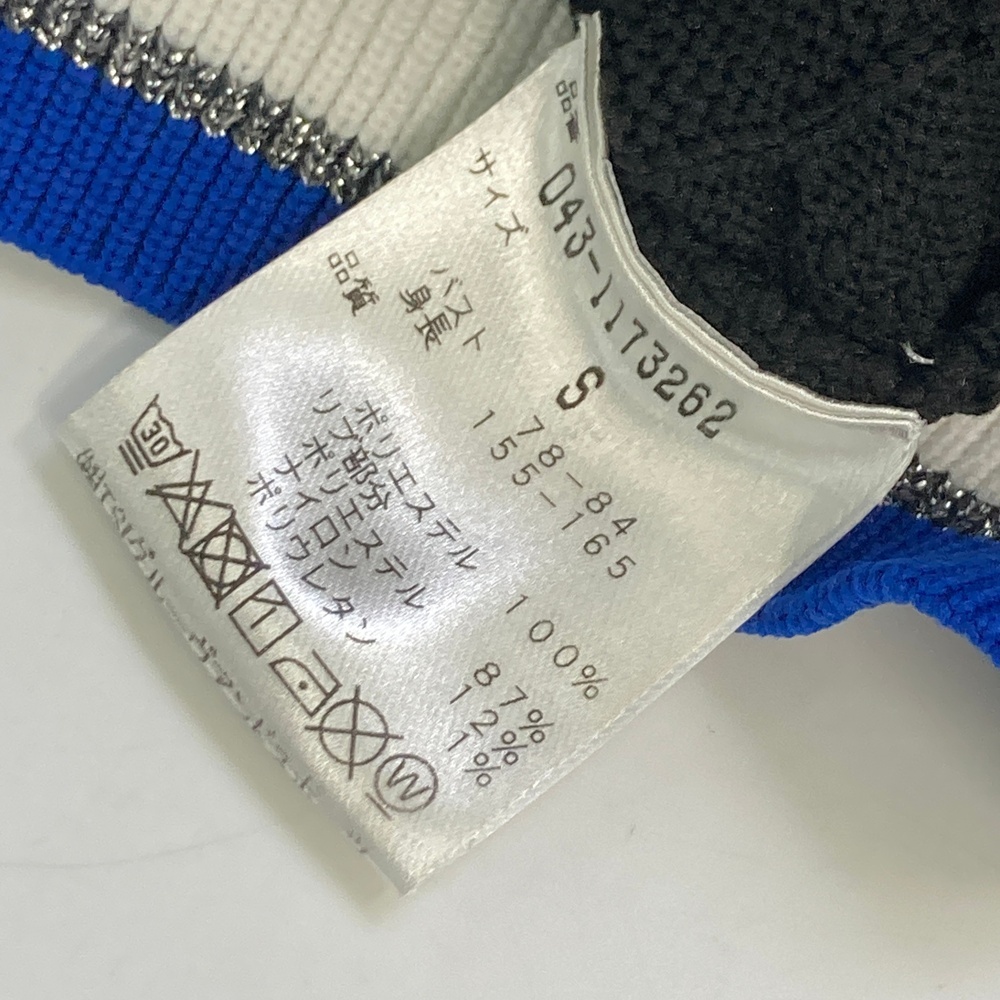 品番 043-1173262
サイズ S
バスト 78-84
身長 155-165
品質
ポリエステル 100%
リブ部分
ポリエステル 87%
ナイロン 12%
ポリウレタン 1%
30
W